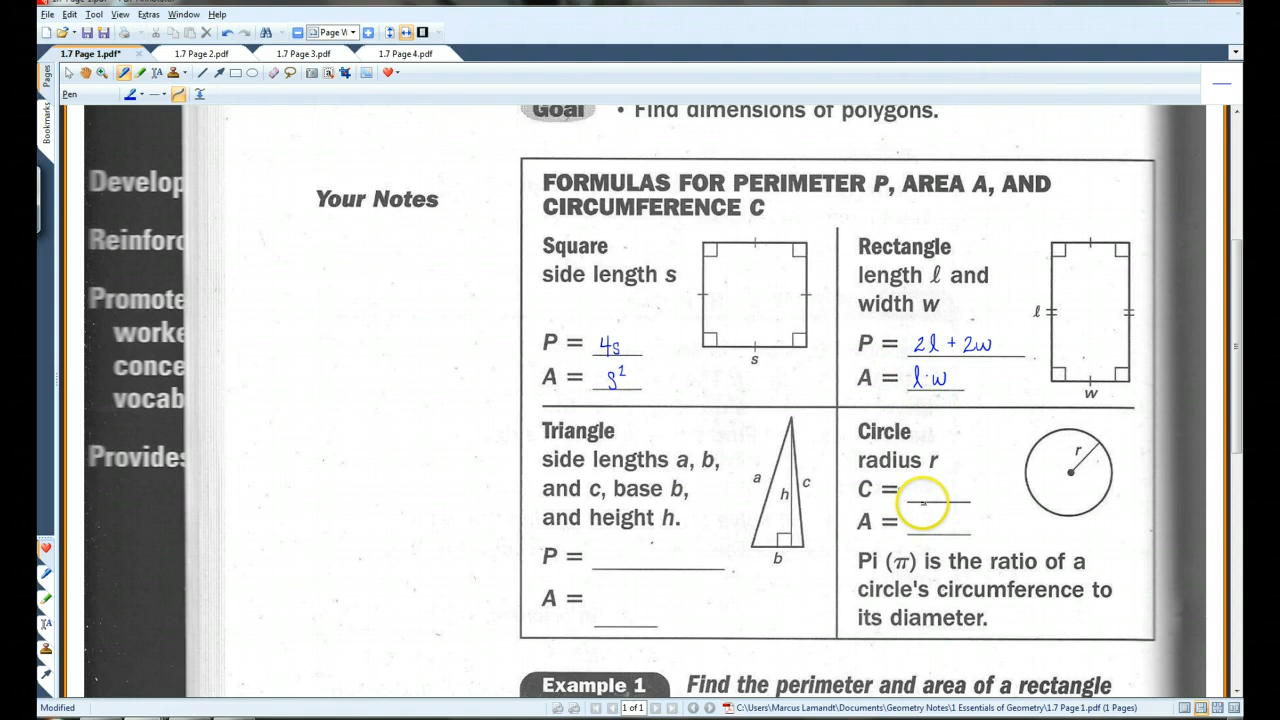 File Edit Tool View Extras Window Help
Page W
1.7 Page 1.pdf* 1.7 Page 2.pdf 1.7 Page 3.pdf 1.7 Page 4.pdf
Pen
Pages
Bookmarks
Goal • Find dimensions of polygons.
Develop
Reinforc
Promote
worke
conce
vocab
Provides
Your Notes
FORMULAS FOR PERIMETER P, AREA A, AND
CIRCUMFERENCE C
Square
side length s
P = 4s
A = s²
s
Rectangle
length ℓ and
width w
P = 2l + 2w
A = l·w
ℓ
w
Triangle
side lengths a, b,
and c, base b,
and height h.
P =
A =
a
h
c
b
Circle
radius r
C =
A =
r
Pi (π) is the ratio of a
circle's circumference to
its diameter.
Example 1 Find the perimeter and area of a rectangle
Modified 1 of 1 C:\Users\Marcus Lamandt\Documents\Geometry Notes\1 Essentials of Geometry\1.7 Page 1.pdf (1 Pages)